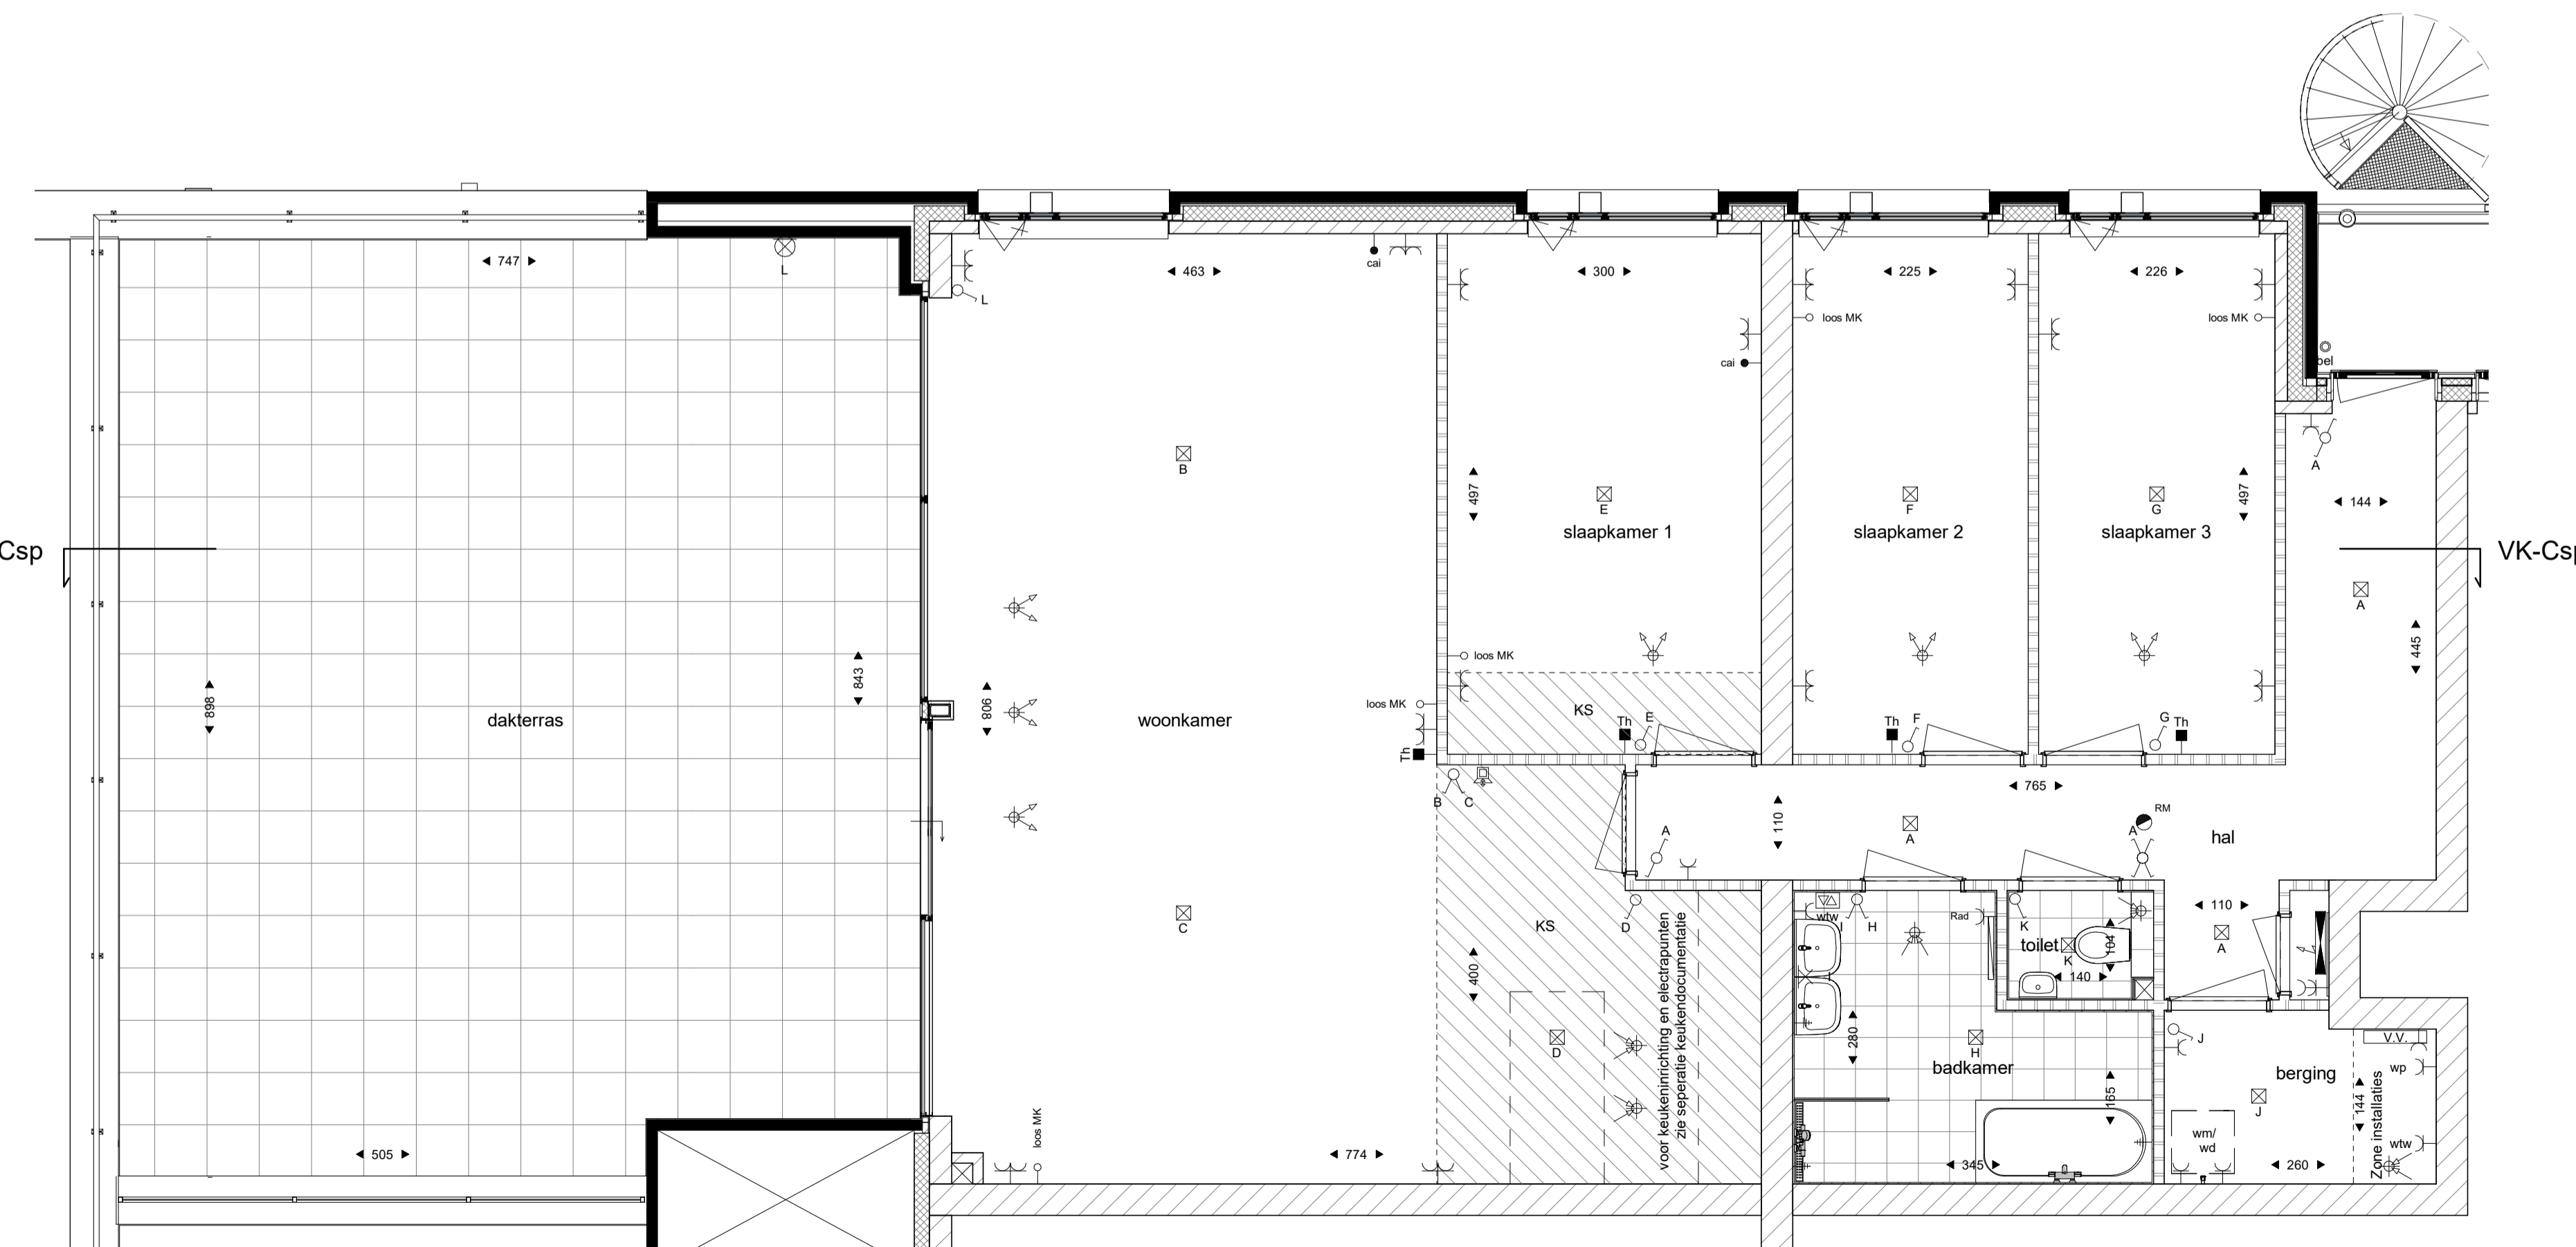 747
L
463
cai
300
225
226
L
loos MK
loos MK
cai
bel
A
B
497
E
F
G
497
144
slaapkamer 1
slaapkamer 2
slaapkamer 3
Csp
VK-Csp
A
445
loos MK
843
898
908
dakterras
woonkamer
loos MK
KS
Th
E
Th
F
G
Th
Th
B
C
765
110
RM
A
A
A
hal
C
KS
D
wtw
I
H
Rad
K
toilet
K
104
140
110
A
400
voor keukeninrichting en electrapunten
zie seperatie keukendocumentatie
D
280
H
badkamer
J
V.V.
wp
berging
165
J
144
Zone installaties
loos MK
wm/
wd
wtw
505
774
345
260